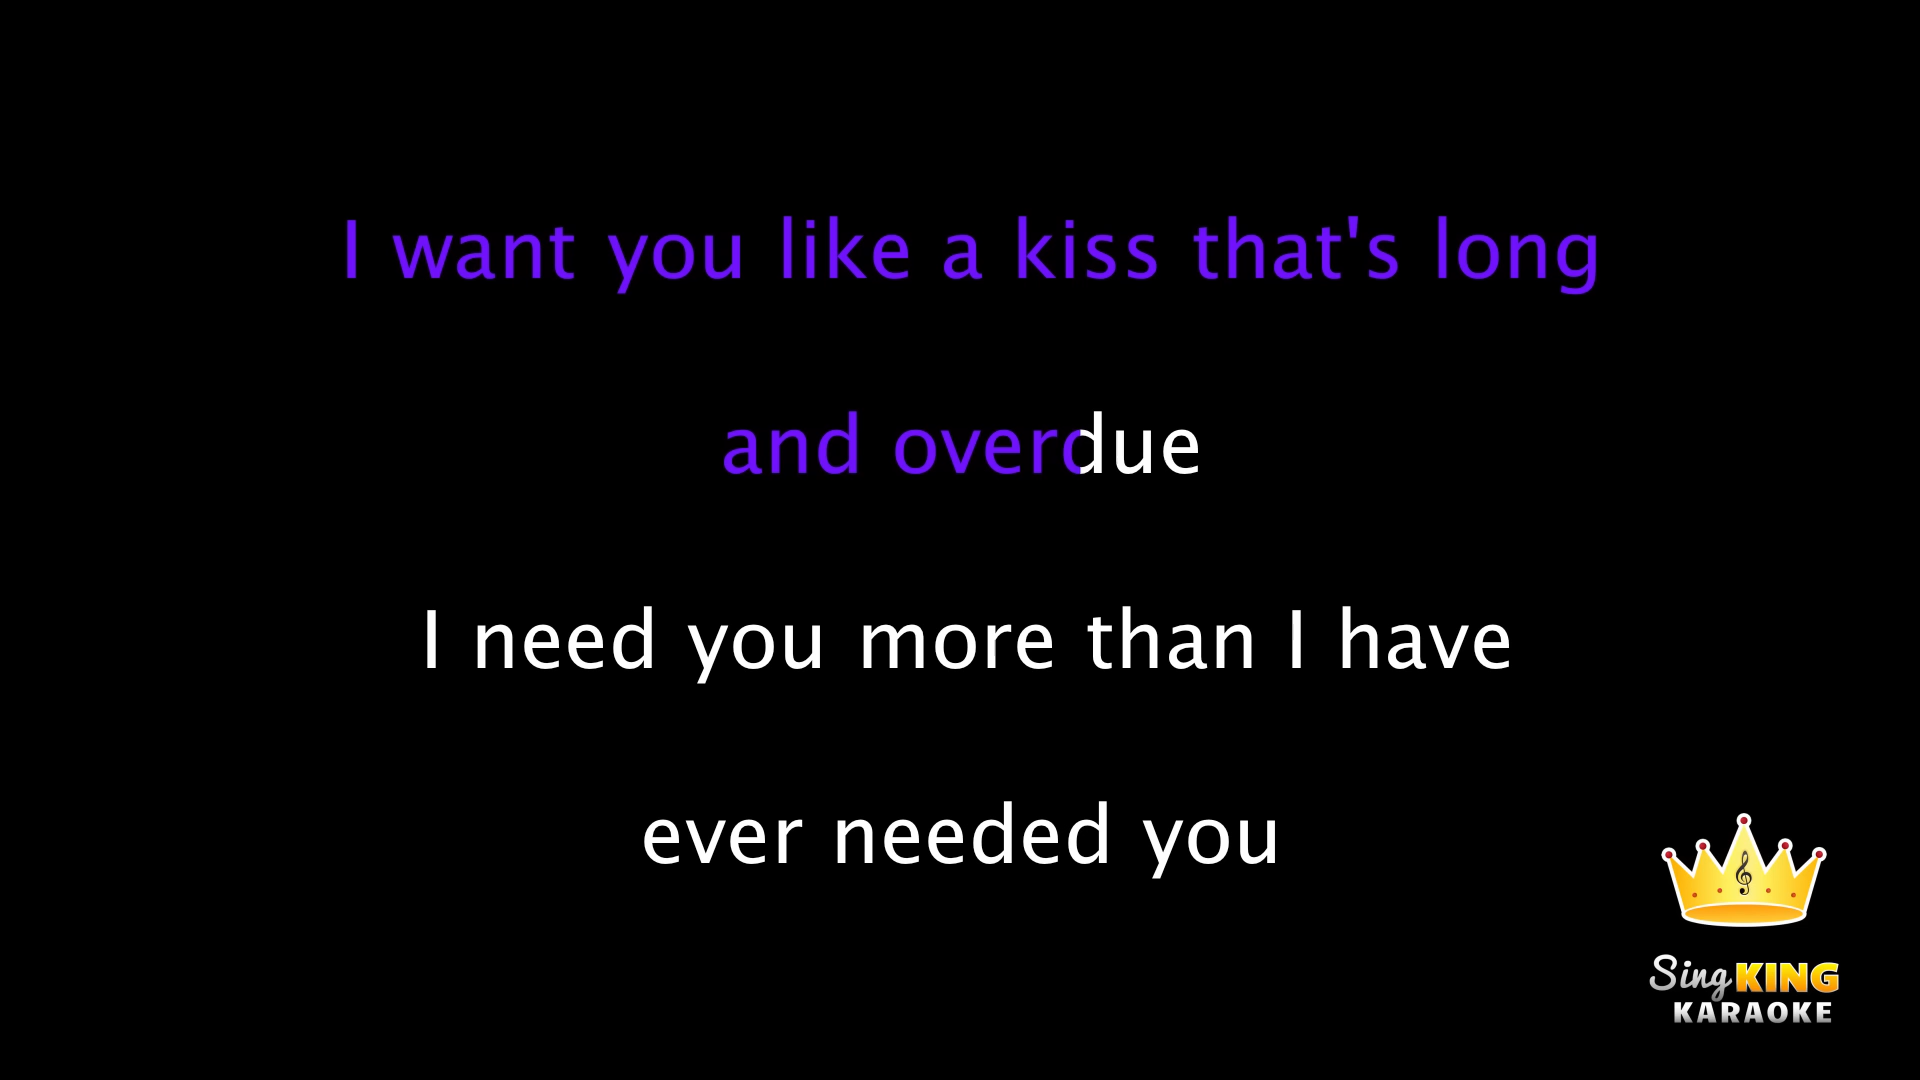 I want you like a kiss that's long
and overdue
I need you more than I have
ever needed you
Sing KING
KARAOKE